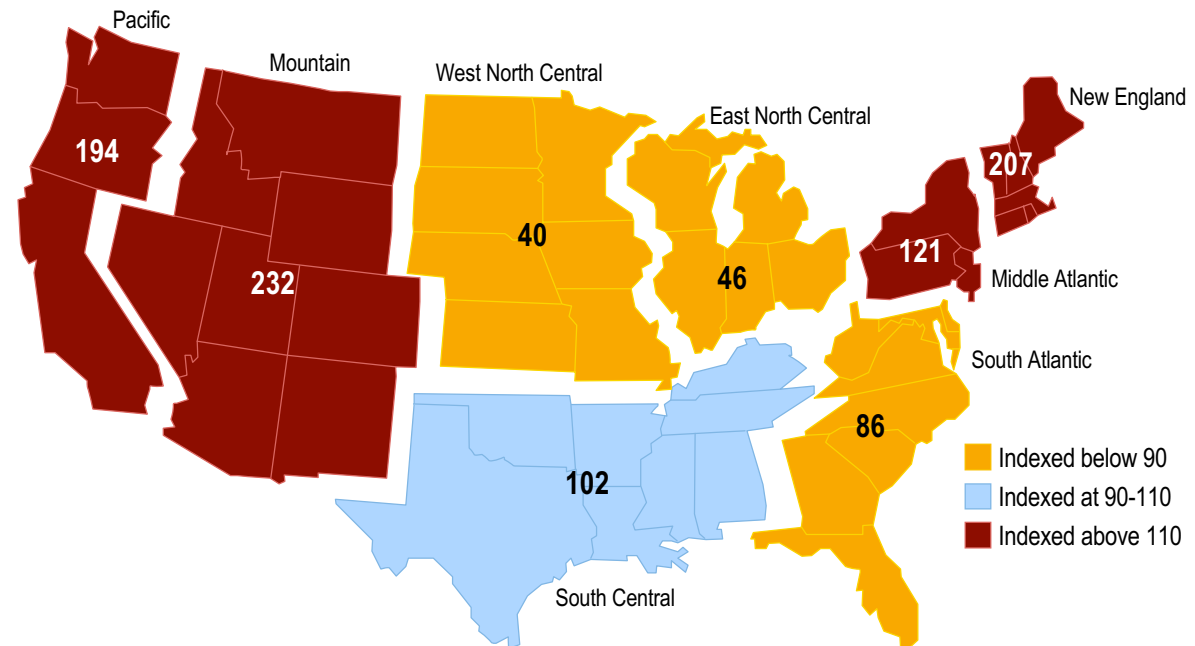 Pacific
Mountain
West North Central
East North Central
New England
194
207
40
121
232
46
Middle Atlantic
South Atlantic
86
Indexed below 90
102
Indexed at 90-110
Indexed above 110
South Central